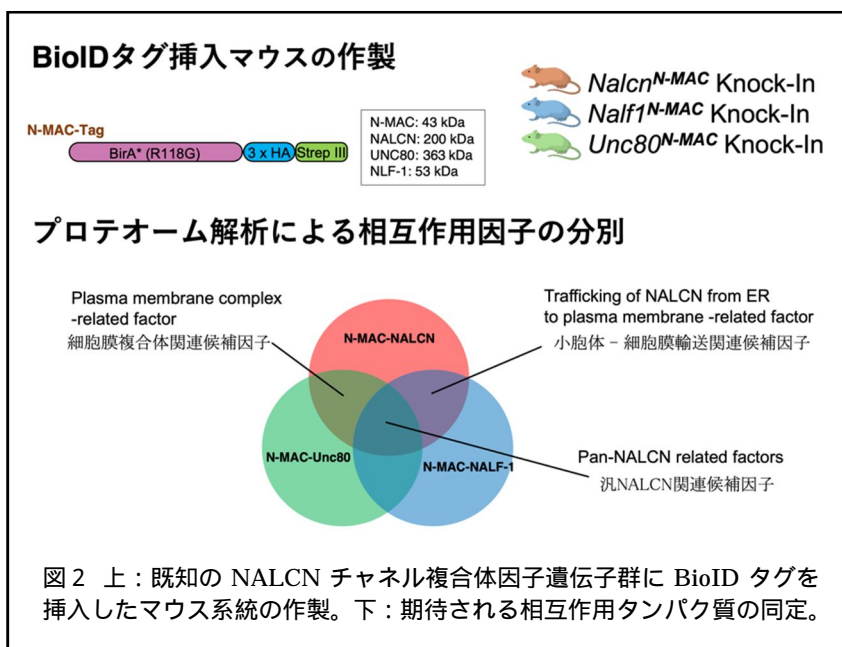 BioIDタグ挿入マウスの作製
N-MAC-Tag
BirA* (R118G)
3 x HA
Strep III
N-MAC: 43 kDa
NALCN: 200 kDa
UNC80: 363 kDa
NLF-1: 53 kDa
Nalcn^N-MAC Knock-In
Nalf1^N-MAC Knock-In
Unc80^N-MAC Knock-In
プロテオーム解析による相互作用因子の分別
Plasma membrane complex
-related factor
細胞膜複合体関連候補因子
Trafficking of NALCN from ER
to plasma membrane -related factor
小胞体 – 細胞膜輸送関連候補因子
N-MAC-NALCN
N-MAC-Unc80
N-MAC-NALF-1
Pan-NALCN related factors
汎NALCN関連候補因子
図2 上：既知の NALCN チャネル複合体因子遺伝子群に BioID タグを
挿入したマウス系統の作製。下：期待される相互作用タンパク質の同定。